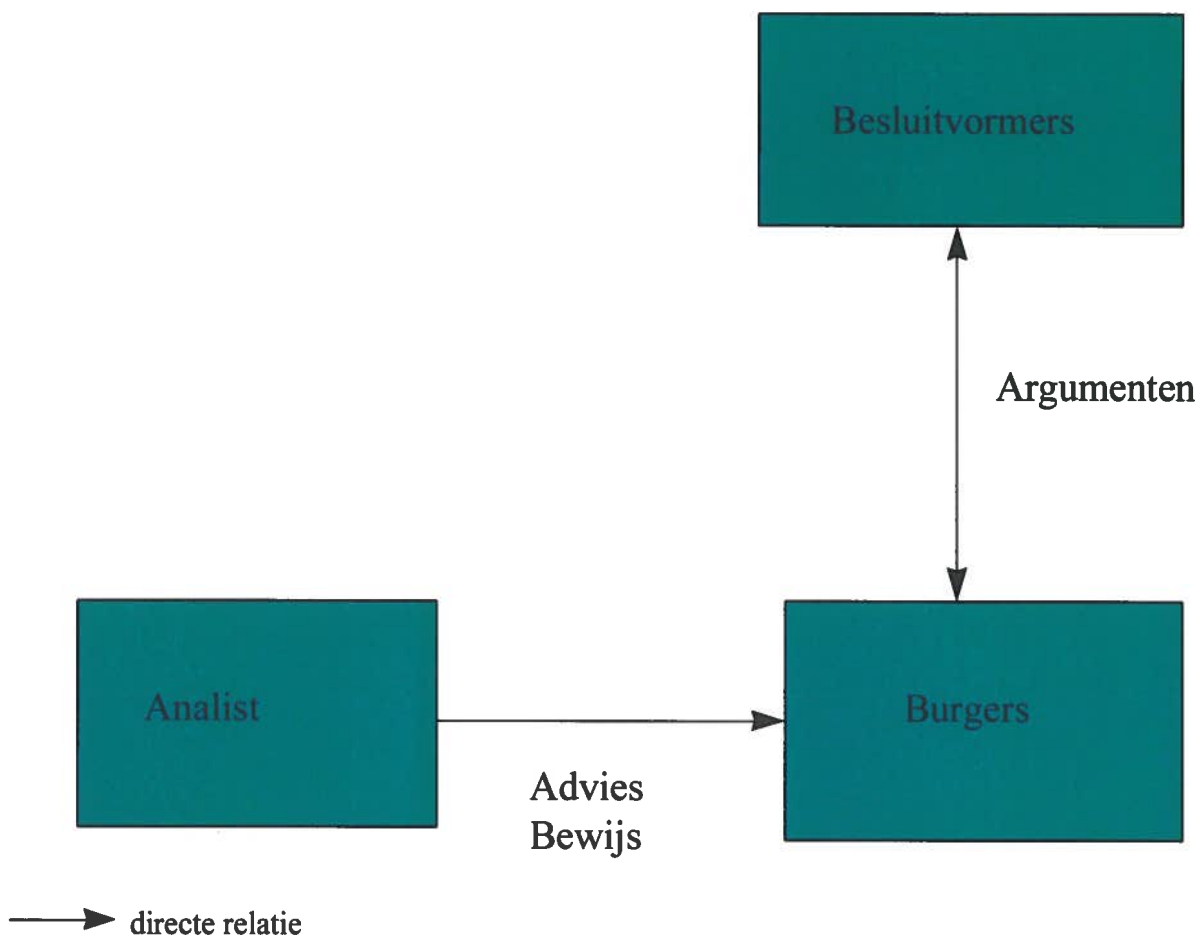 Besluitvormers
Argumenten
Analist
Burgers
Advies
Bewijs
directe relatie